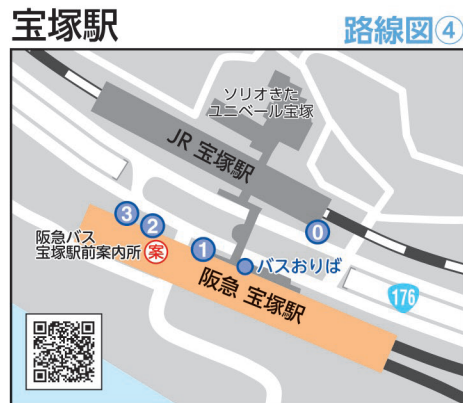 宝塚駅
路線図④
ソリオきた
ユニベール宝塚
JR 宝塚駅
0
3
2
1
阪急バス
宝塚駅前案内所
案
バスおりば
阪急 宝塚駅
176